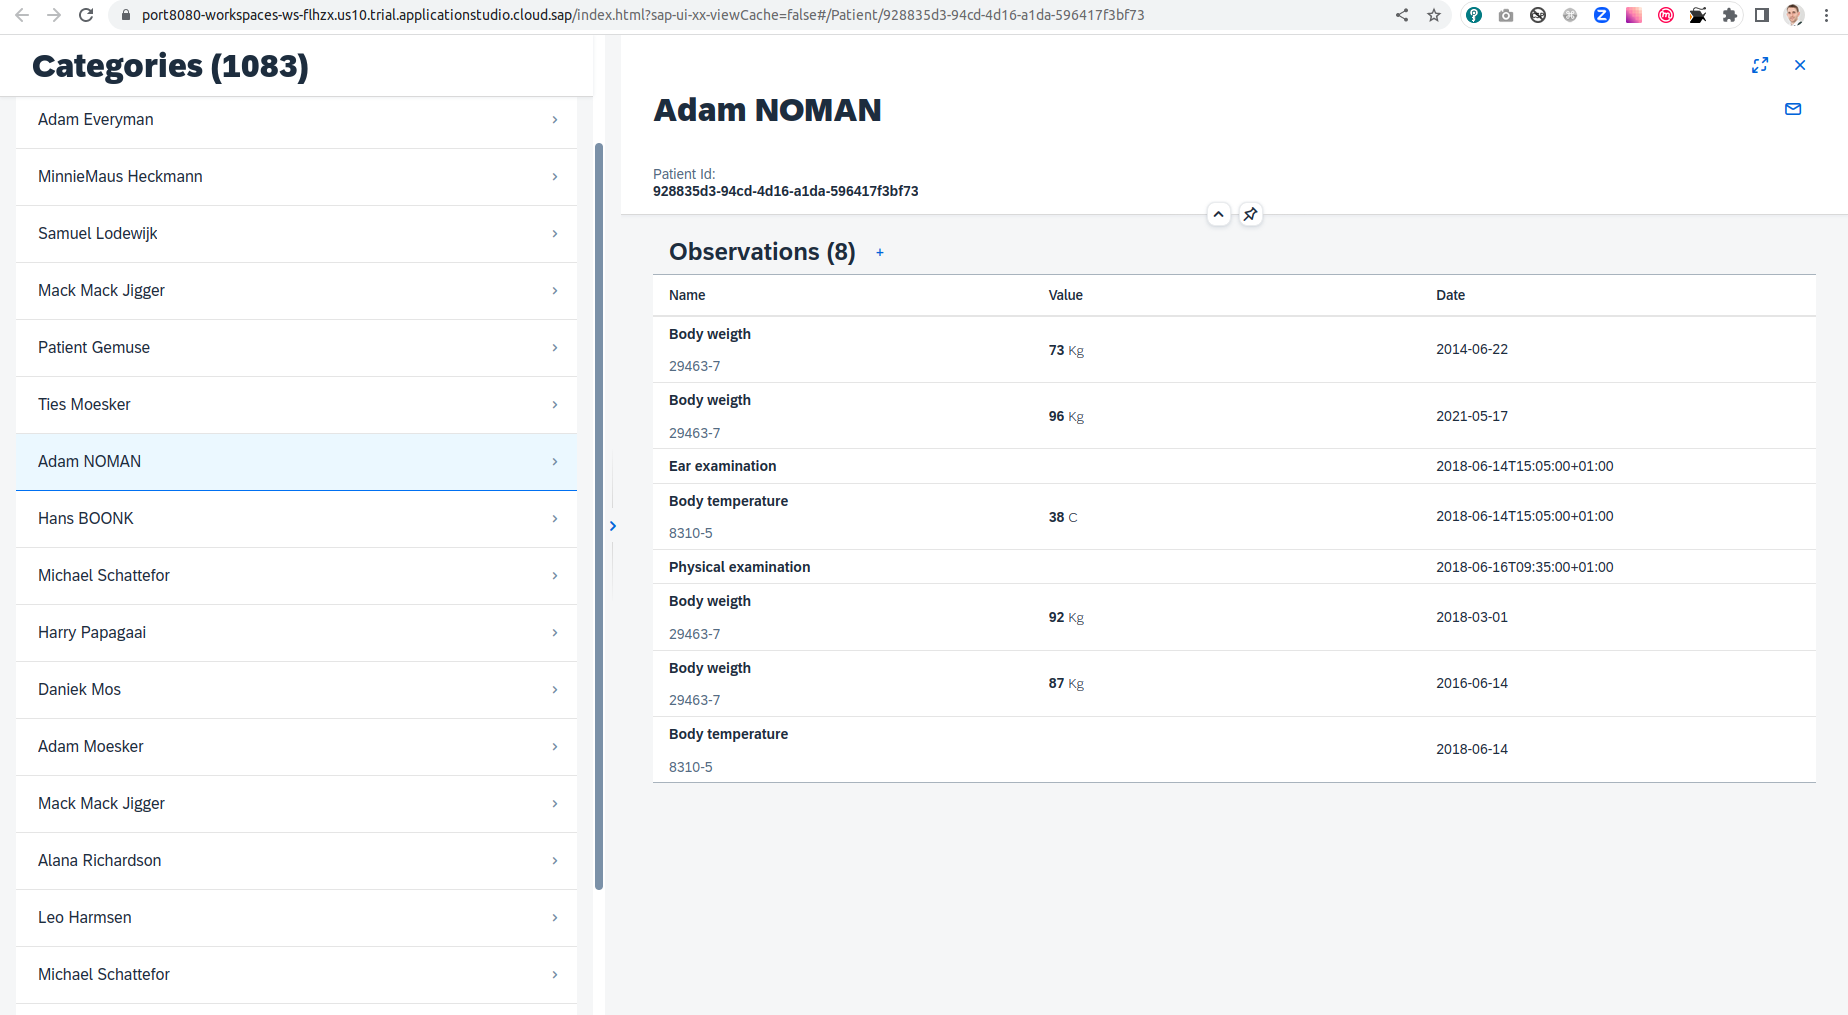 port8080-workspaces-ws-flhzx.us10.trial.applicationstudio.cloud.sap/index.html?sap-ui-xx-viewCache=false#/Patient/928835d3-94cd-4d16-a1da-596417f3bf73
Categories (1083)
Adam Everyman
MinnieMaus Heckmann
Samuel Lodewijk
Mack Mack Jigger
Patient Gemuse
Ties Moesker
Adam NOMAN
Hans BOONK
Michael Schattefor
Harry Papagaai
Daniek Mos
Adam Moesker
Mack Mack Jigger
Alana Richardson
Leo Harmsen
Michael Schattefor
Adam NOMAN
Patient Id:
928835d3-94cd-4d16-a1da-596417f3bf73
Observations (8) +
Name Value Date
Body weigth
29463-7
73 Kg
2014-06-22
Body weigth
29463-7
96 Kg
2021-05-17
Ear examination
2018-06-14T15:05:00+01:00
Body temperature
8310-5
38 C
2018-06-14T15:05:00+01:00
Physical examination
2018-06-16T09:35:00+01:00
Body weigth
29463-7
92 Kg
2018-03-01
Body weigth
29463-7
87 Kg
2016-06-14
Body temperature
8310-5
2018-06-14